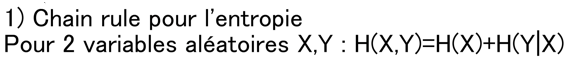 1) Chain rule pour l'entropie
Pour 2 variables aléatoires X,Y : H(X,Y)=H(X)+H(Y|X)